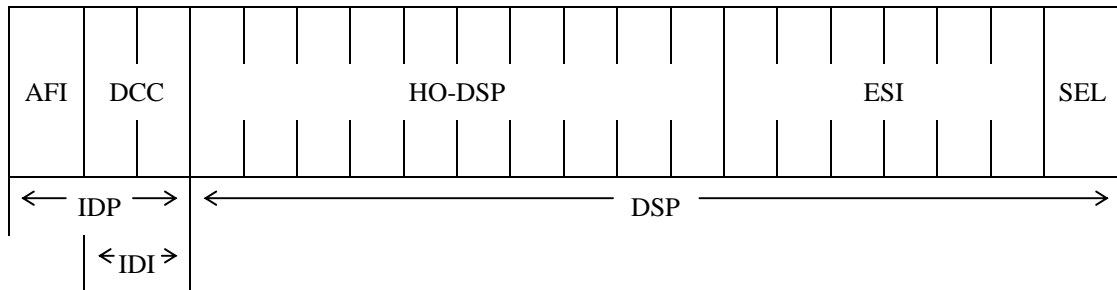 AFI DCC HO-DSP ESI SEL
IDP DSP
IDI